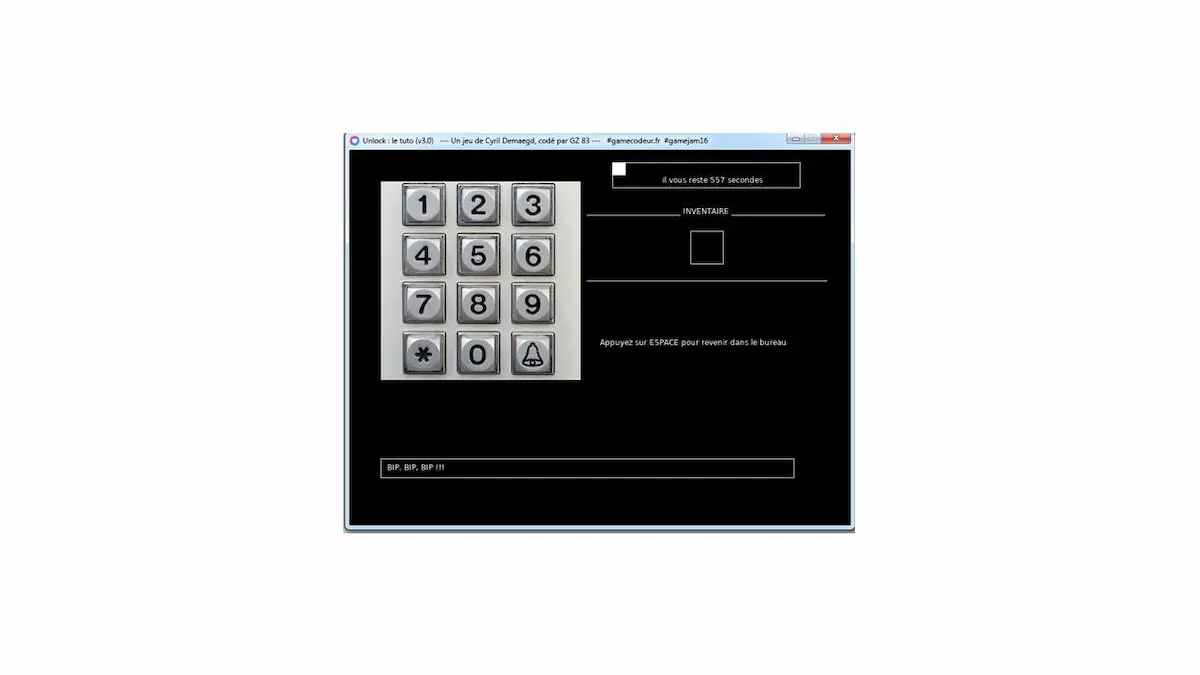 Unlock : le tuto (v3.0) --- Un jeu de Cyril Demaegd, codé par GZ 83 --- #gamecodeur.fr #gamejam16
il vous reste 557 secondes
INVENTAIRE
1 2 3
4 5 6
7 8 9
* 0
Appuyez sur ESPACE pour revenir dans le bureau
BIP, BIP, BIP !!!